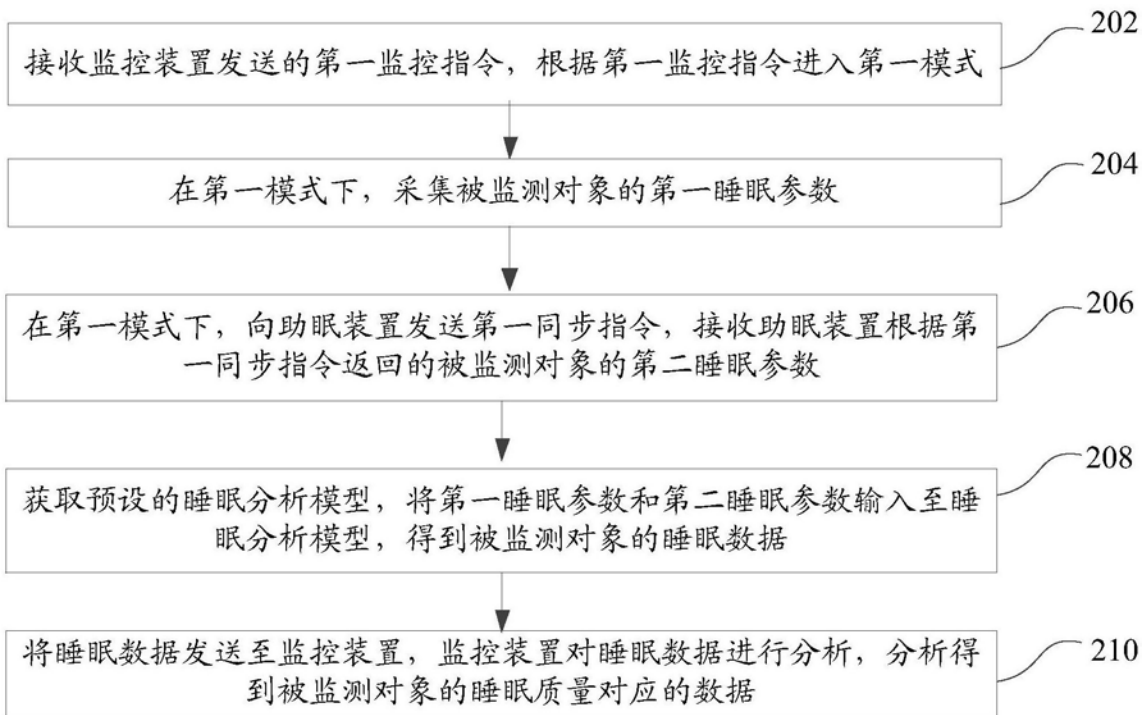 接收监控装置发送的第一监控指令，根据第一监控指令进入第一模式
202
在第一模式下，采集被监测对象的第一睡眠参数
204
在第一模式下，向助眠装置发送第一同步指令，接收助眠装置根据第
一同步指令返回的被监测对象的第二睡眠参数
206
获取预设的睡眠分析模型，将第一睡眠参数和第二睡眠参数输入至睡
眠分析模型，得到被监测对象的睡眠数据
208
将睡眠数据发送至监控装置，监控装置对睡眠数据进行分析，分析得
到被监测对象的睡眠质量对应的数据
210